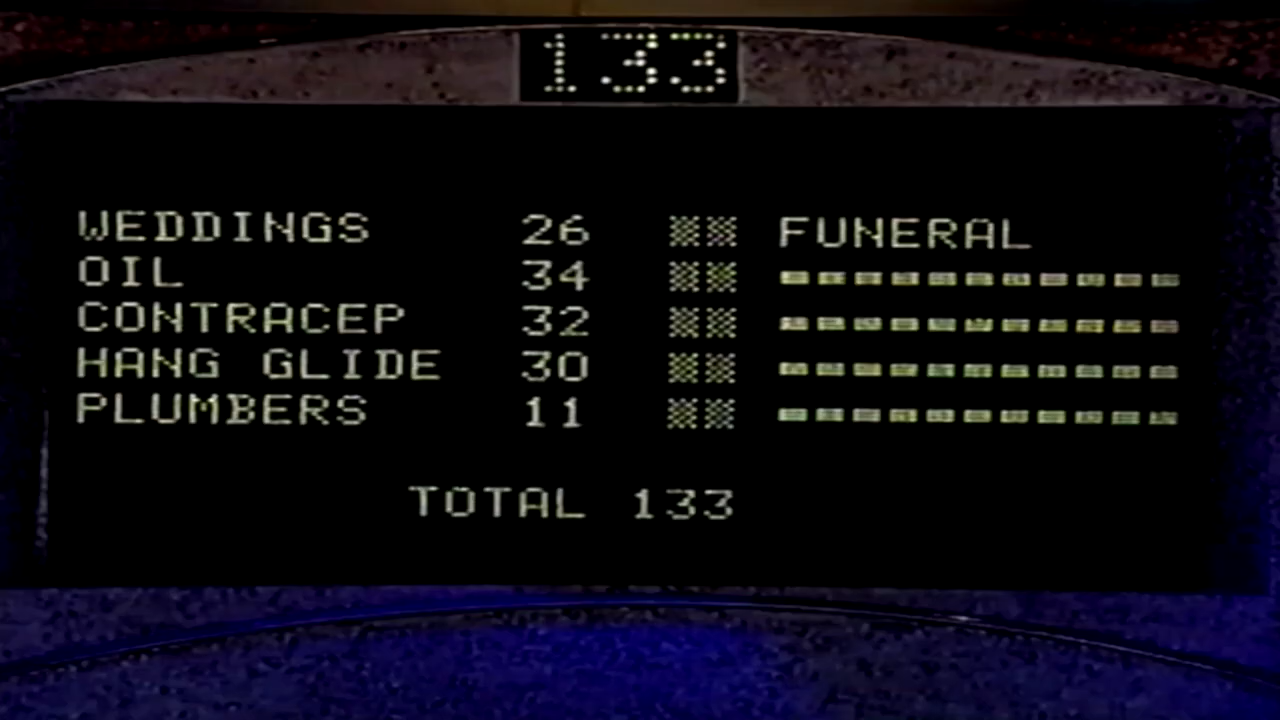 133
WEDDINGS 26 FUNERAL
OIL 34
CONTRACEP 32
HANG GLIDE 30
PLUMBERS 11
TOTAL 133